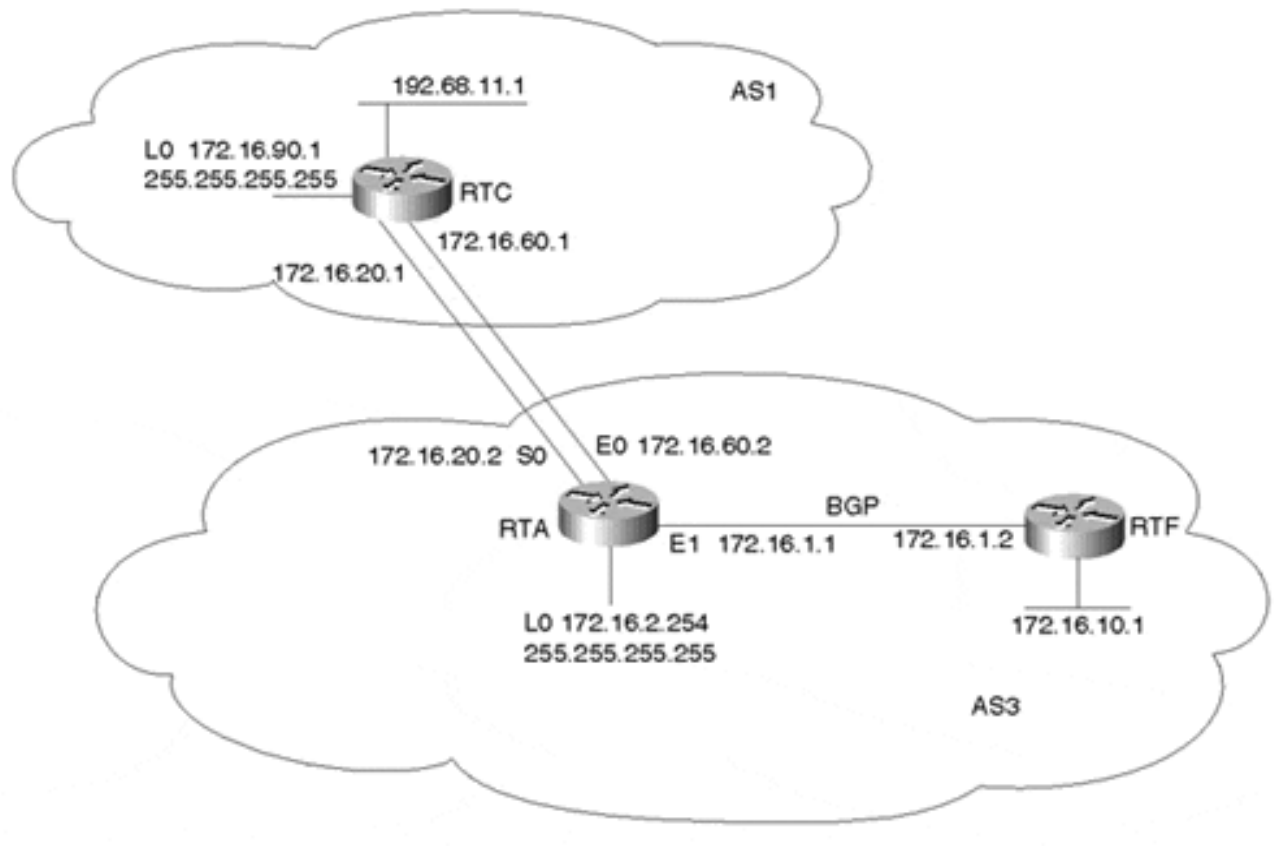 192.68.11.1
AS1
L0 172.16.90.1
255.255.255.255
RTC
172.16.60.1
172.16.20.1
172.16.20.2 S0
E0 172.16.60.2
RTA
BGP
E1 172.16.1.1
172.16.1.2
RTF
L0 172.16.2.254
255.255.255.255
172.16.10.1
AS3